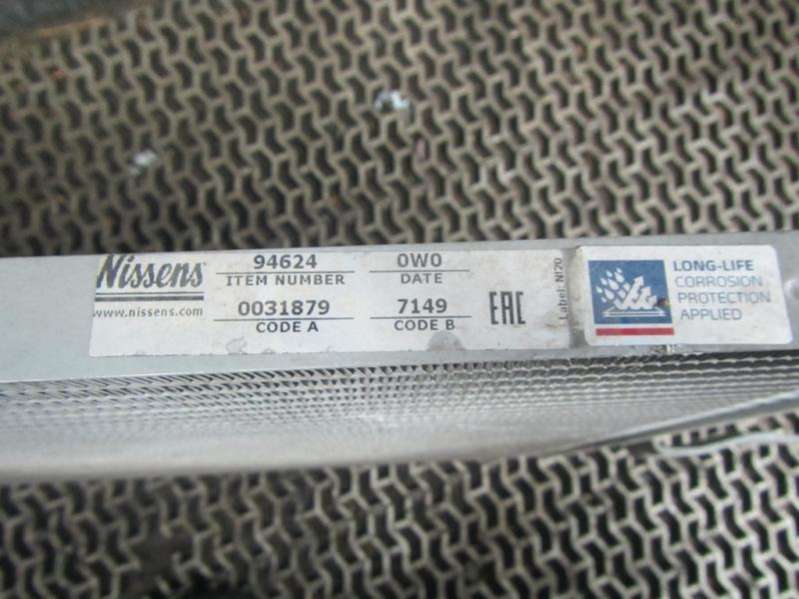 Nissens
www.nissens.com
94624
ITEM NUMBER
0031879
CODE A
0W0
DATE
7149
CODE B
EAC
Label: NI20
LONG-LIFE
CORROSION
PROTECTION
APPLIED